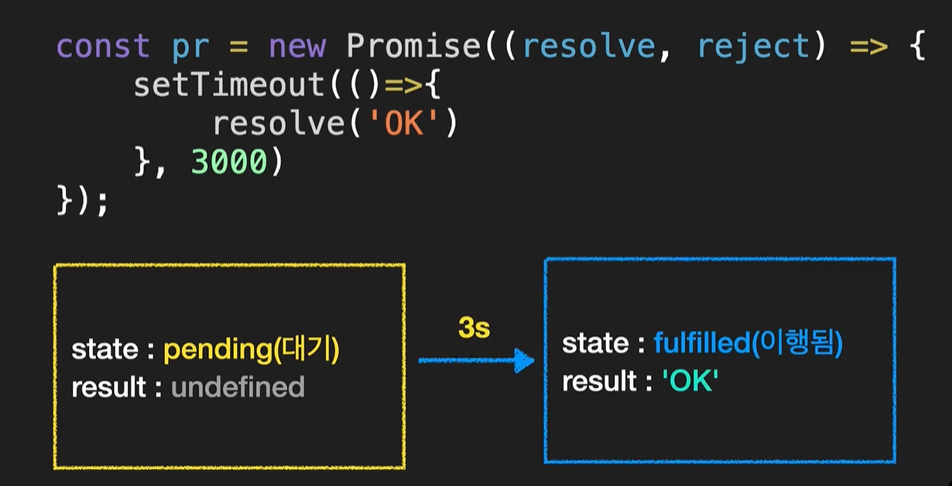 const pr = new Promise((resolve, reject) => {
    setTimeout(()=>{
        resolve('OK')
    }, 3000)
});
state : pending(대기)
result : undefined
3s
state : fulfilled(이행됨)
result : 'OK'